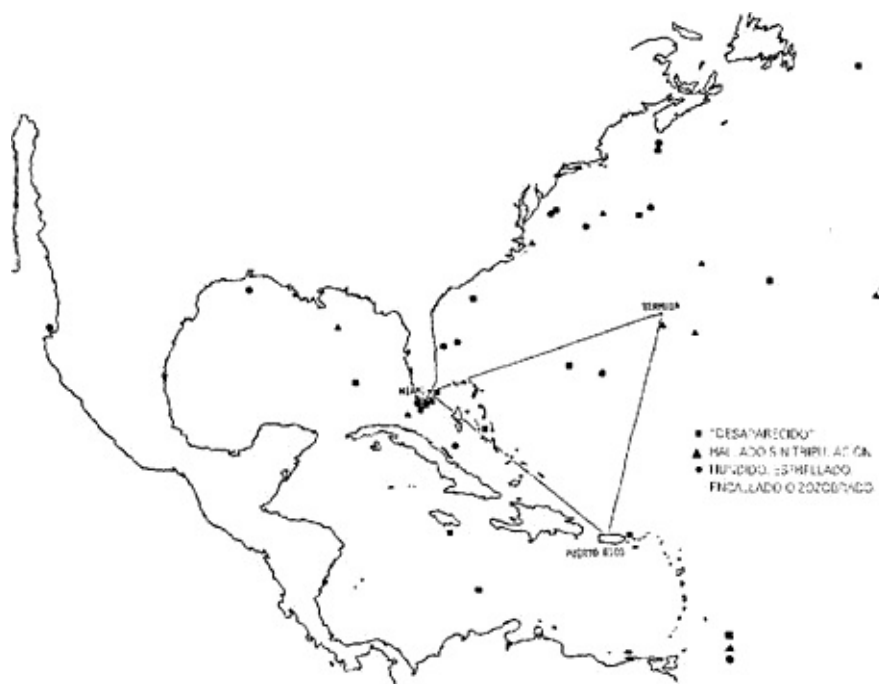 BERMUDA
MIAMI
PUERTO RICO
"DESAPARECIDO"
HALLADO SIN TRIPULACIÓN
HUNDIDO, ESTRELLADO,
ENCALLADO O ZOZOBRADO